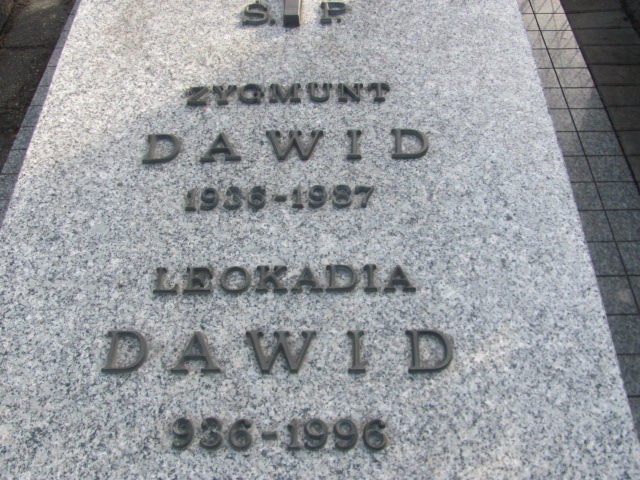 Ś. P.
ZYGMUNT
DAWID
1936-1987
LEOKADIA
DAWID
936-1996